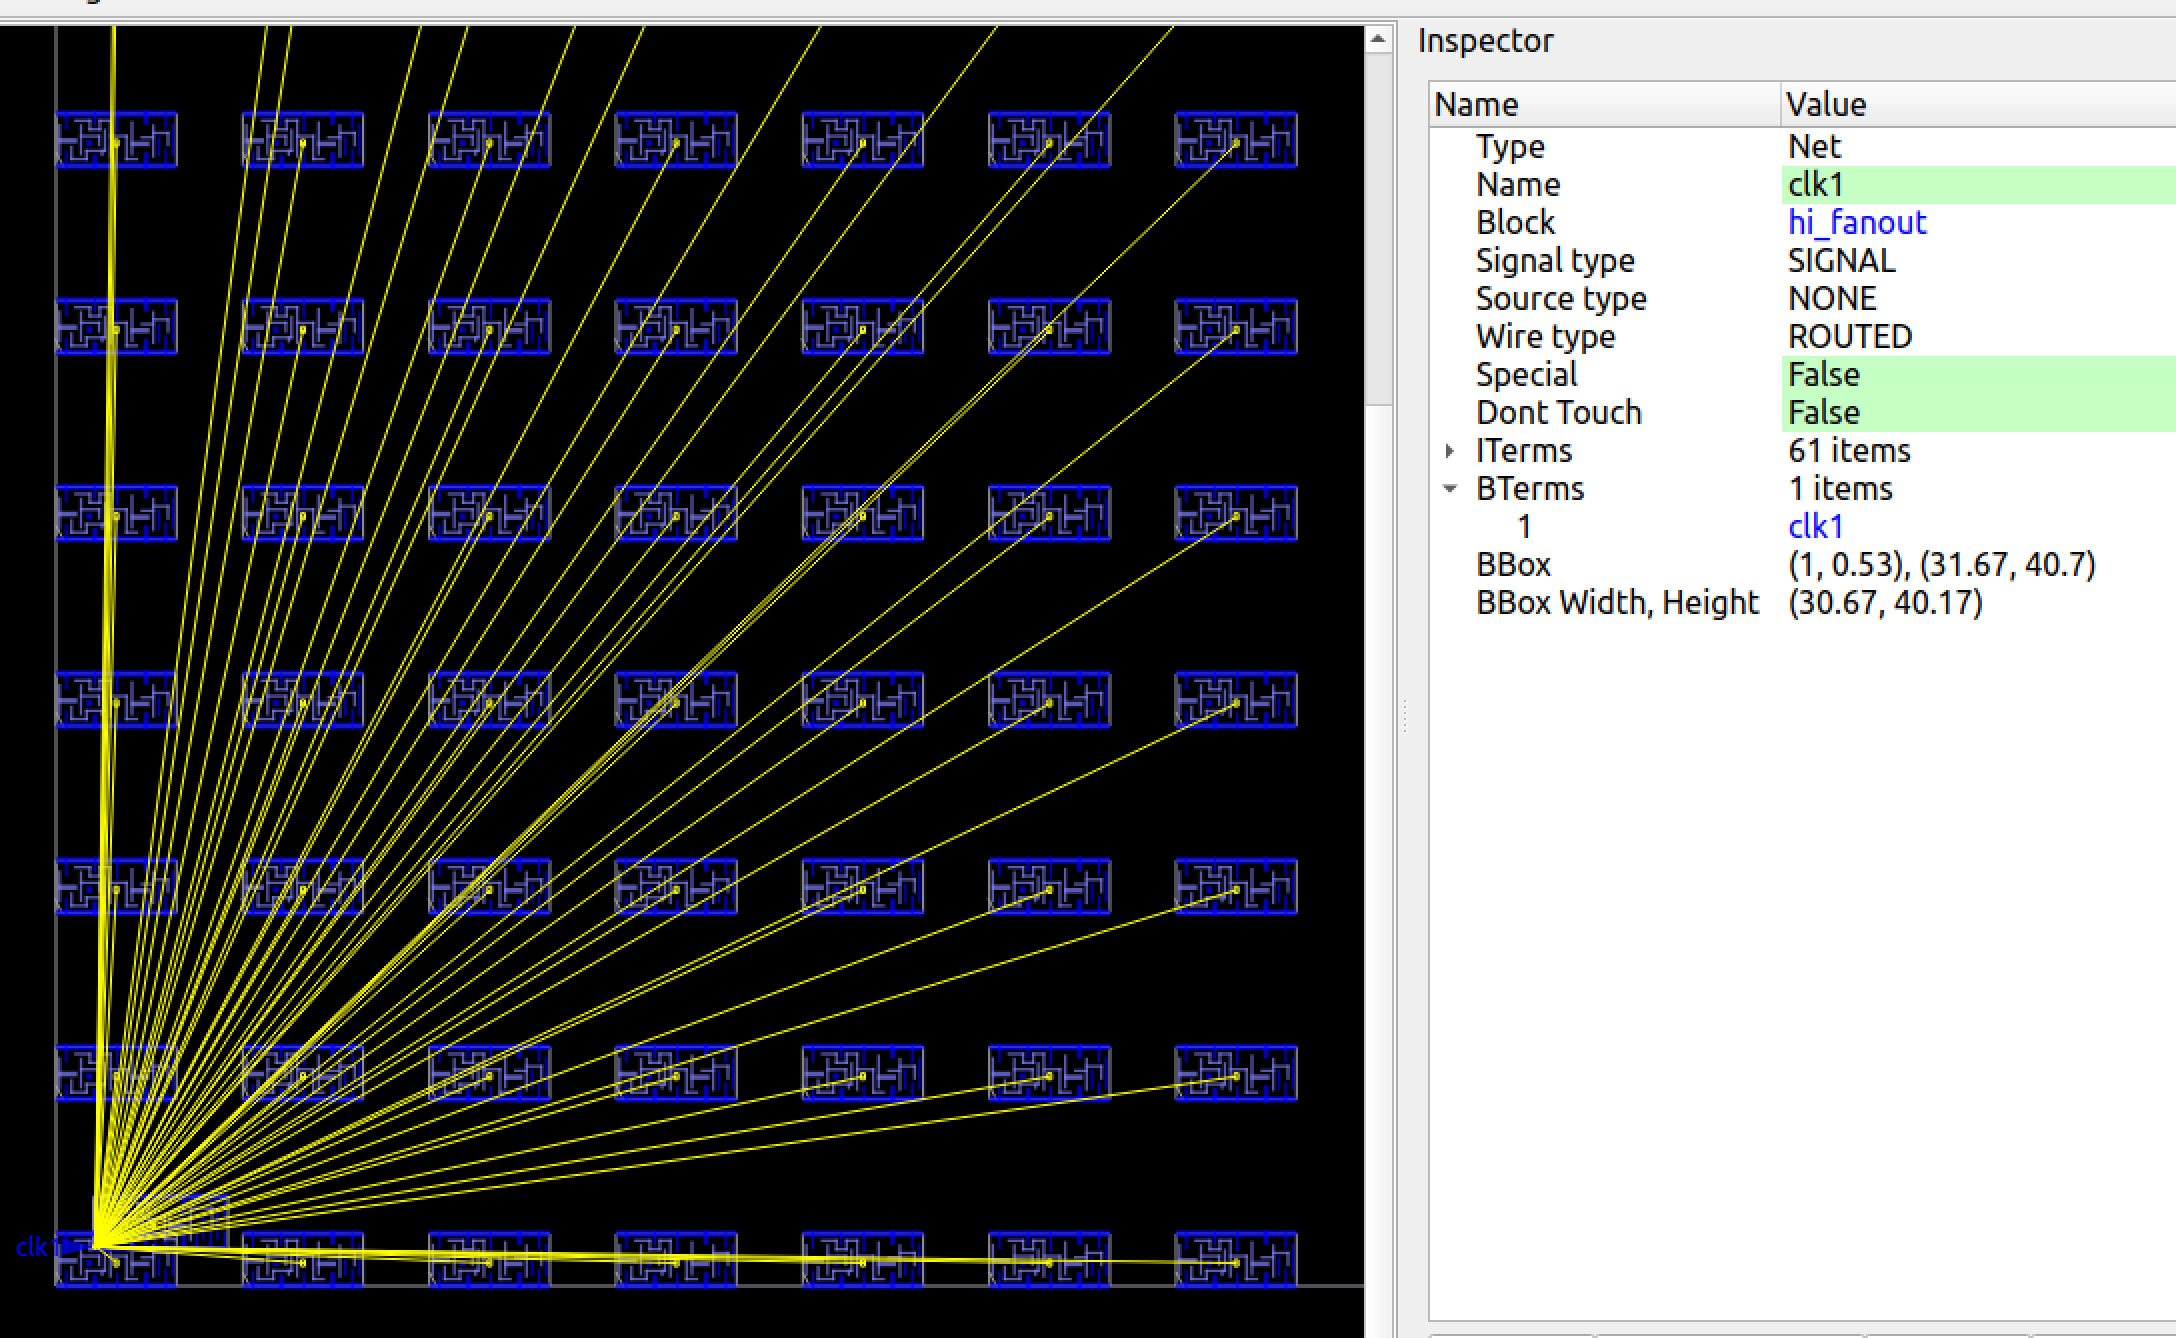 Inspector
Name Value
Type Net
Name clk1
Block hi_fanout
Signal type SIGNAL
Source type NONE
Wire type ROUTED
Special False
Dont Touch False
ITerms 61 items
BTerms 1 items
1 clk1
BBox (1, 0.53), (31.67, 40.7)
BBox Width, Height (30.67, 40.17)
clk1